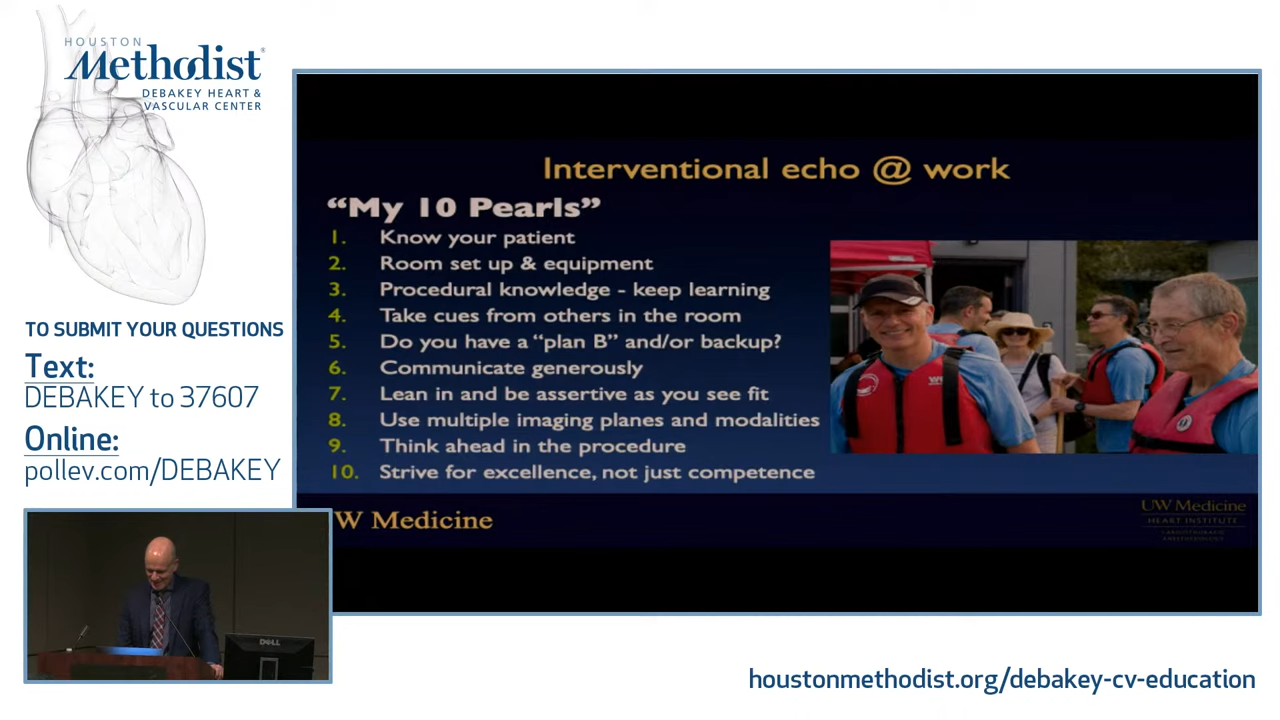 HOUSTON
Methodist®
DEBAKEY HEART &
VASCULAR CENTER
TO SUBMIT YOUR QUESTIONS
Text:
DEBAKEY to 37607
Online:
pollev.com/DEBAKEY
Interventional echo @ work
“My 10 Pearls”
1. Know your patient
2. Room set up & equipment
3. Procedural knowledge - keep learning
4. Take cues from others in the room
5. Do you have a “plan B” and/or backup?
6. Communicate generously
7. Lean in and be assertive as you see fit
8. Use multiple imaging planes and modalities
9. Think ahead in the procedure
10. Strive for excellence, not just competence
W Medicine
UW Medicine
HEART INSTITUTE
CARDIOTHORACIC
ANESTHESIOLOGY
DELL
houstonmethodist.org/debakey-cv-education